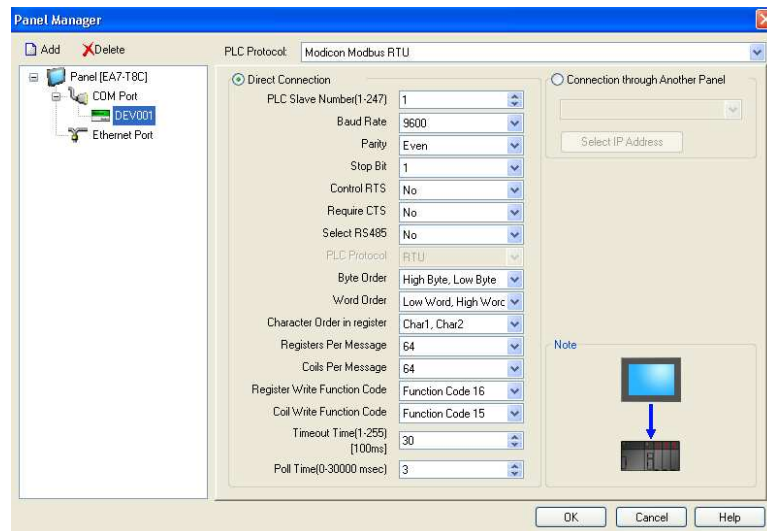 Panel Manager
Add Delete PLC Protocol: Modicon Modbus RTU
Panel [EA7-T8C]
COM Port
DEV001
Ethernet Port
Direct Connection
PLC Slave Number(1-247) 1
Baud Rate 9600
Parity Even
Stop Bit 1
Control RTS No
Require CTS No
Select RS485 No
PLC Protocol RTU
Byte Order High Byte, Low Byte
Word Order Low Word, High Worc
Character Order in register Char1, Char2
Registers Per Message 64
Coils Per Message 64
Register Write Function Code Function Code 16
Coil Write Function Code Function Code 15
Timeout Time(1-255)
[100ms] 30
Poll Time(0-30000 msec) 3
Connection through Another Panel
Select IP Address
Note
OK Cancel Help